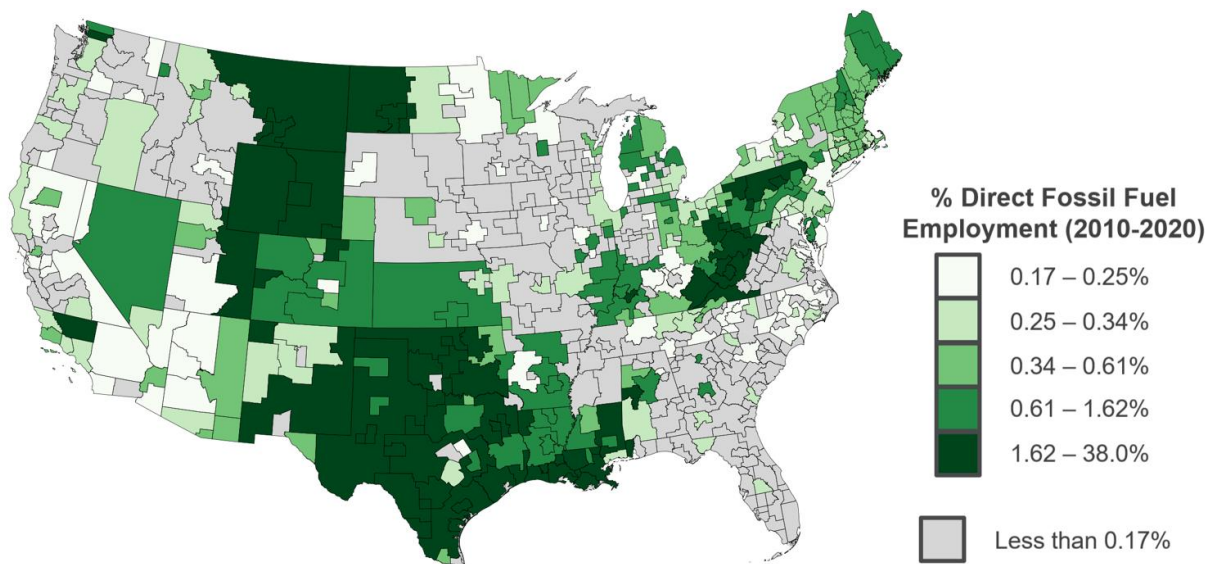 % Direct Fossil Fuel
Employment (2010-2020)
0.17 – 0.25%
0.25 – 0.34%
0.34 – 0.61%
0.61 – 1.62%
1.62 – 38.0%
Less than 0.17%